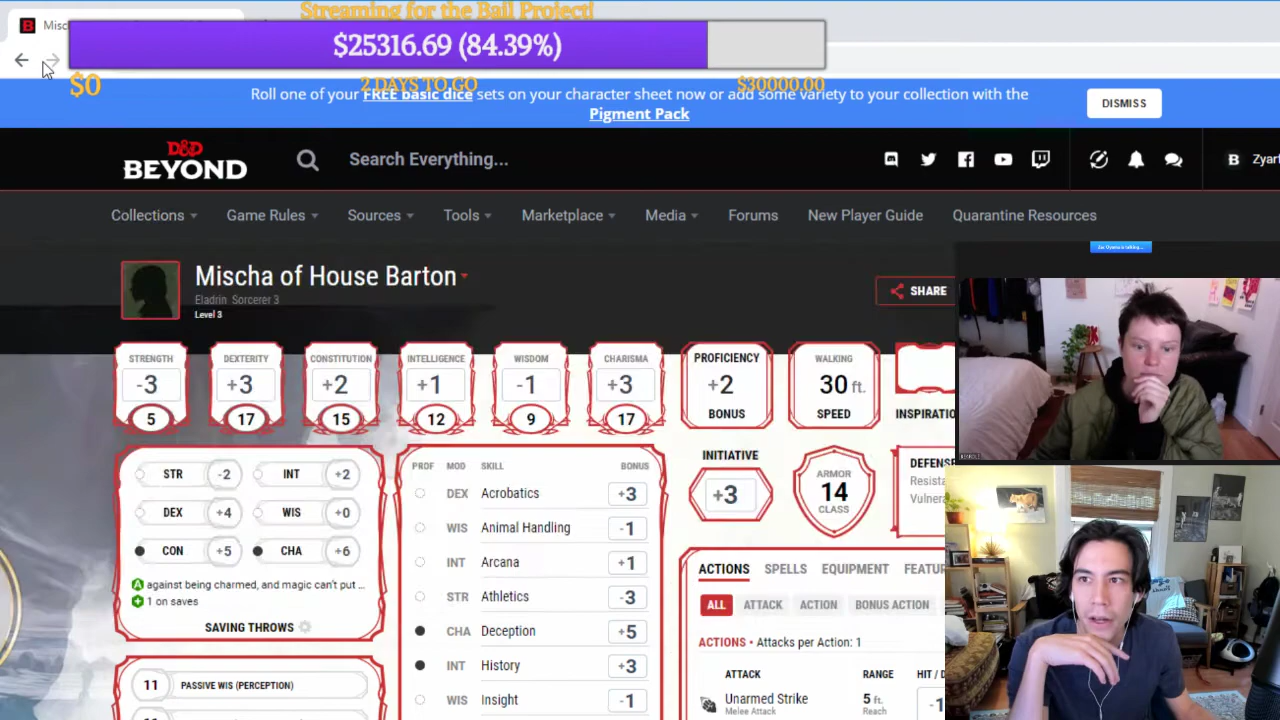 Streaming for the Bail Project!
Misc
$25316.69 (84.39%)
$0
2 DAYS TO GO
$30000.00
Roll one of your FREE basic dice sets on your character sheet now or add some variety to your collection with the
Pigment Pack
DISMISS
D&D
BEYOND
Search Everything...
B Zyar
Collections
Game Rules
Sources
Tools
Marketplace
Media
Forums
New Player Guide
Quarantine Resources
Mischa of House Barton
Eladrin Sorcerer 3
Level 3
SHARE
STRENGTH
-3
5
DEXTERITY
+3
17
CONSTITUTION
+2
15
INTELLIGENCE
+1
12
WISDOM
-1
9
CHARISMA
+3
17
PROFICIENCY
+2
BONUS
WALKING
30 ft.
SPEED
INSPIRATIO
STR -2
INT +2
DEX +4
WIS +0
CON +5
CHA +6
A against being charmed, and magic can't put ...
1 on saves
SAVING THROWS
11 PASSIVE WIS (PERCEPTION)
PROF MOD SKILL BONUS
DEX Acrobatics +3
WIS Animal Handling -1
INT Arcana +1
STR Athletics -3
CHA Deception +5
INT History +3
WIS Insight -1
INITIATIVE
+3
ARMOR
14
CLASS
DEFENSE
Resista
Vulnera
ACTIONS
SPELLS
EQUIPMENT
FEATU
ALL
ATTACK
ACTION
BONUS ACTION
ACTIONS • Attacks per Action: 1
ATTACK RANGE HIT / D
Unarmed Strike 5 ft. -1
Melee Attack Reach